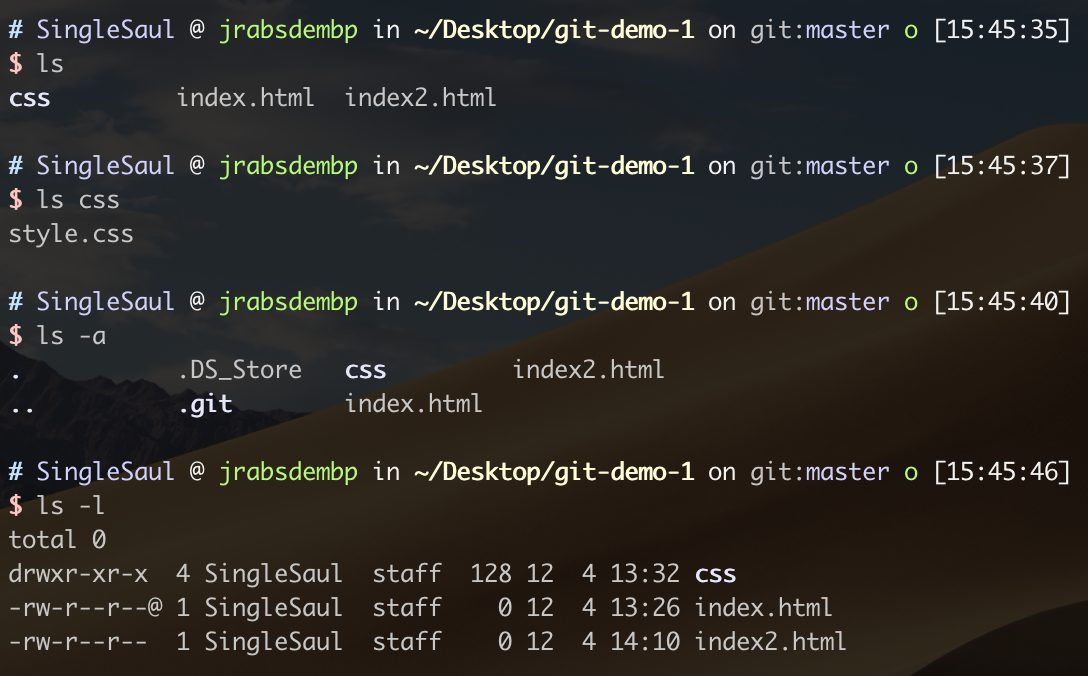 # SingleSaul @ jrabsdembp in ~/Desktop/git-demo-1 on git:master o [15:45:35]
$ ls
css         index.html  index2.html
# SingleSaul @ jrabsdembp in ~/Desktop/git-demo-1 on git:master o [15:45:37]
$ ls css
style.css
# SingleSaul @ jrabsdembp in ~/Desktop/git-demo-1 on git:master o [15:45:40]
$ ls -a
.           .DS_Store   css         index2.html
..          .git        index.html
# SingleSaul @ jrabsdembp in ~/Desktop/git-demo-1 on git:master o [15:45:46]
$ ls -l
total 0
drwxr-xr-x  4 SingleSaul  staff  128 12  4 13:32 css
-rw-r--r--@ 1 SingleSaul  staff    0 12  4 13:26 index.html
-rw-r--r--  1 SingleSaul  staff    0 12  4 14:10 index2.html